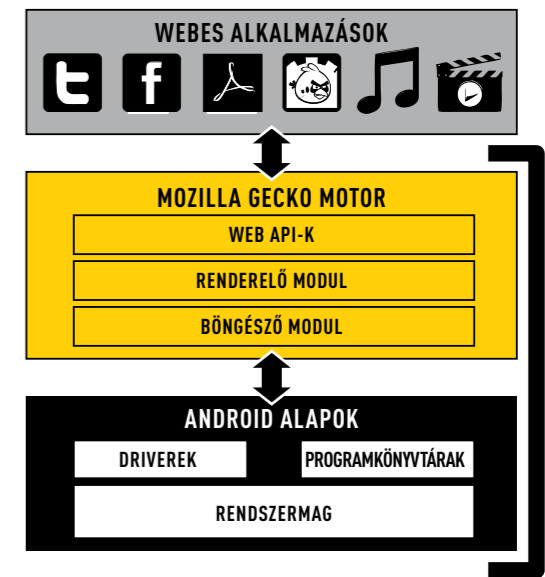 WEBES ALKALMAZÁSOK
t f
MOZILLA GECKO MOTOR
WEB API-K
RENDERELŐ MODUL
BÖNGÉSZŐ MODUL
ANDROID ALAPOK
DRIVEREK PROGRAMKÖNYVTÁRAK
RENDSZERMAG